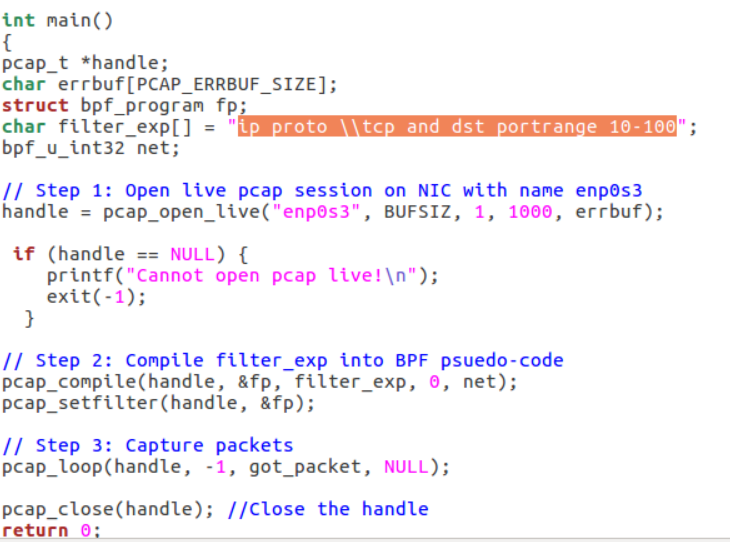 int main()
{
pcap_t *handle;
char errbuf[PCAP_ERRBUF_SIZE];
struct bpf_program fp;
char filter_exp[] = "ip proto \\tcp and dst portrange 10-100";
bpf_u_int32 net;

// Step 1: Open live pcap session on NIC with name enp0s3
handle = pcap_open_live("enp0s3", BUFSIZ, 1, 1000, errbuf);

 if (handle == NULL) {
    printf("Cannot open pcap live!\n");
    exit(-1);
  }

// Step 2: Compile filter_exp into BPF psuedo-code
pcap_compile(handle, &fp, filter_exp, 0, net);
pcap_setfilter(handle, &fp);

// Step 3: Capture packets
pcap_loop(handle, -1, got_packet, NULL);

pcap_close(handle); //Close the handle
return 0;